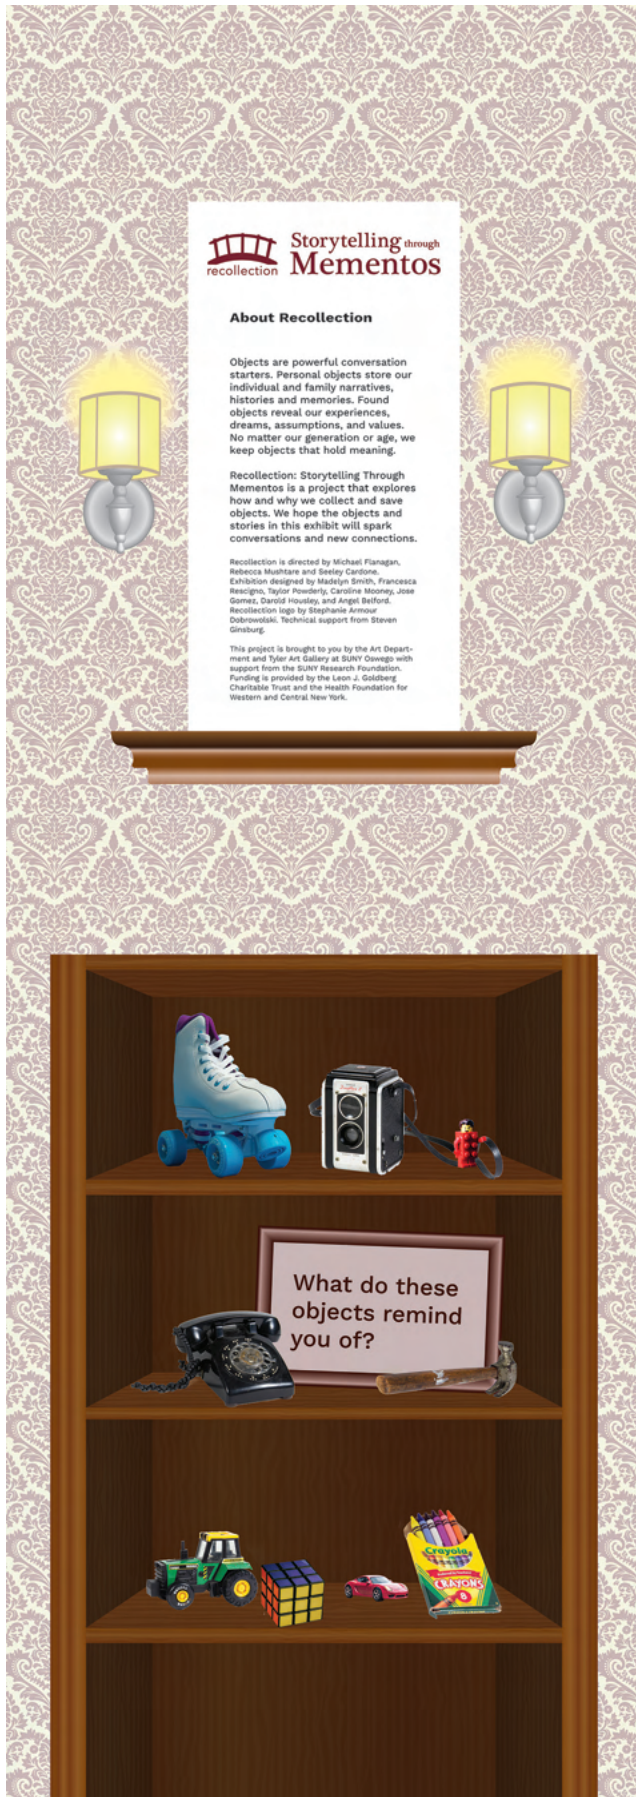 recollection
Storytelling through
Mementos
About Recollection
Objects are powerful conversation
starters. Personal objects store our
individual and family narratives,
histories and memories. Found
objects reveal our experiences,
dreams, assumptions, and values.
No matter our generation or age, we
keep objects that hold meaning.
Recollection: Storytelling Through
Mementos is a project that explores
how and why we collect and save
objects. We hope the objects and
stories in this exhibit will spark
conversations and new connections.
Recollection is directed by Michael Flanagan,
Rebecca Mushtare and Seeley Cardone.
Exhibition designed by Madelyn Smith, Francesca
Rescigno, Taylor Powderly, Caroline Mooney, Jose
Gomez, Darold Housley, and Angel Belford.
Recollection logo by Stephanie Armour
Dobrowolski. Technical support from Steven
Ginsburg.
This project is brought to you by the Art Depart-
ment and Tyler Art Gallery at SUNY Oswego with
support from the SUNY Research Foundation.
Funding is provided by the Leon J. Goldberg
Charitable Trust and the Health Foundation for
Western and Central New York.
What do these
objects remind
you of?
Crayola
CRAYONS
8